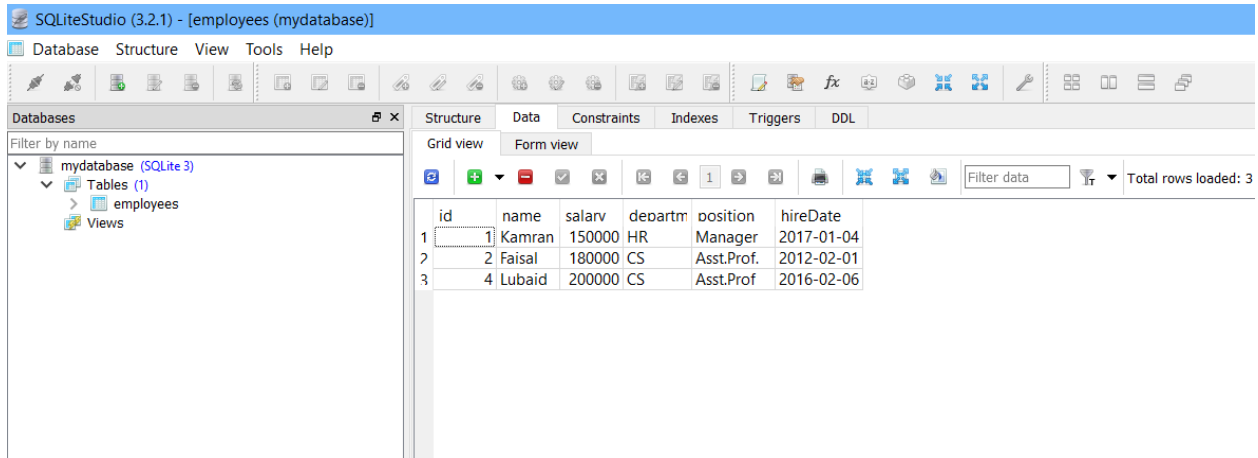 SQLiteStudio (3.2.1) - [employees (mydatabase)]
Database Structure View Tools Help
Databases
Filter by name
mydatabase (SQLite 3)
Tables (1)
employees
Views
Structure Data Constraints Indexes Triggers DDL
Grid view Form view
1 Filter data Total rows loaded: 3
id name salary departm position hireDate
1 1 Kamran 150000 HR Manager 2017-01-04
2 2 Faisal 180000 CS Asst.Prof. 2012-02-01
3 4 Lubaid 200000 CS Asst.Prof 2016-02-06